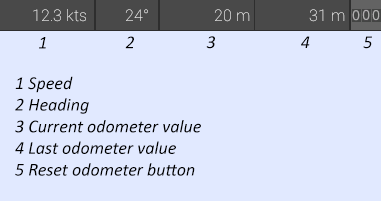 12.3 kts 24° 20 m 31 m 000
1 2 3 4 5
1 Speed
2 Heading
3 Current odometer value
4 Last odometer value
5 Reset odometer button